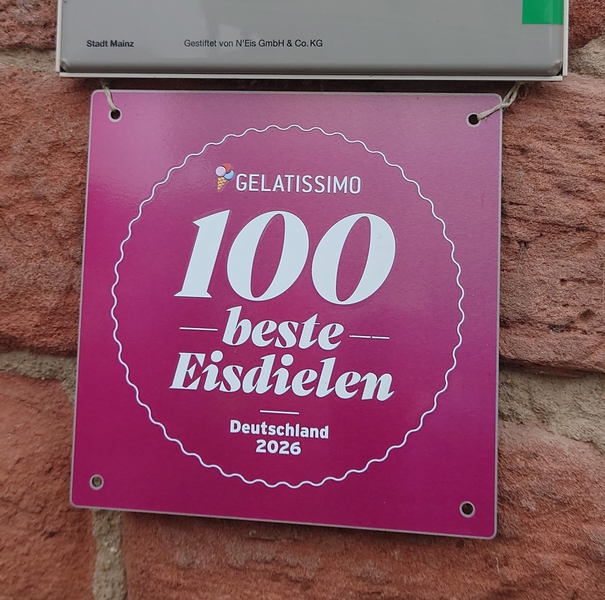 Stadt Mainz Gestiftet von N'Eis GmbH & Co. KG
GELATISSIMO
100
beste
Eisdielen
Deutschland
2026